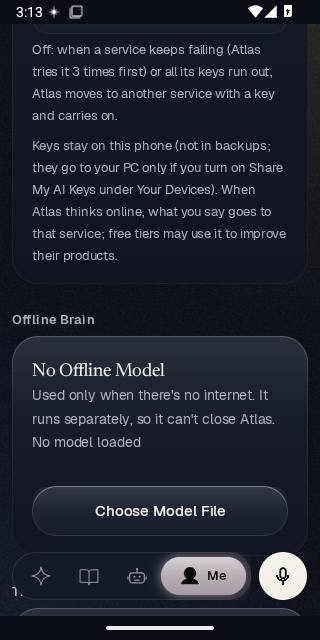 3:13
Off: when a service keeps failing (Atlas
tries it 3 times first) or all its keys run out,
Atlas moves to another service with a key
and carries on.
Keys stay on this phone (not in backups;
they go to your PC only if you turn on Share
My AI Keys under Your Devices). When
Atlas thinks online, what you say goes to
that service; free tiers may use it to improve
their products.
Offline Brain
No Offline Model
Used only when there's no internet. It
runs separately, so it can't close Atlas.
No model loaded
Choose Model File
Me